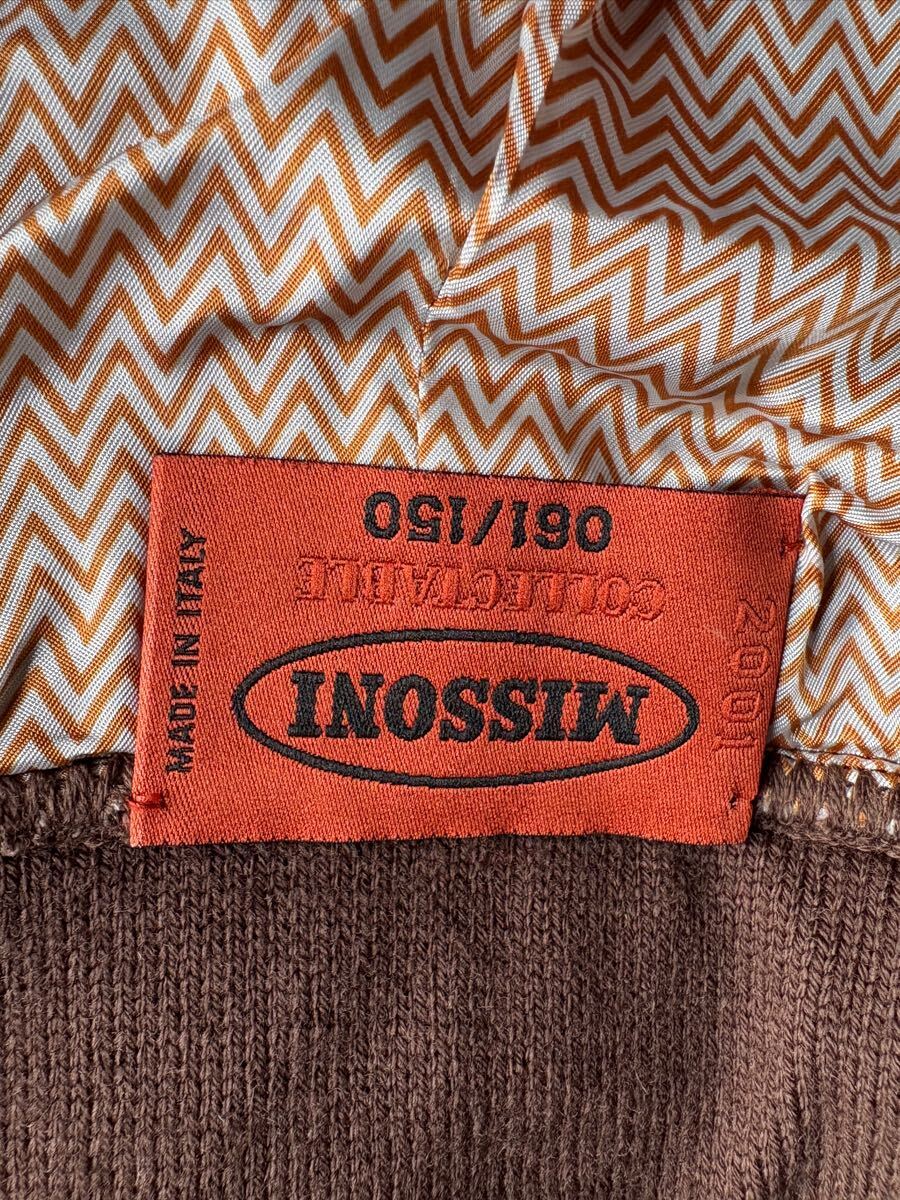 MISSONI
COLLECTABLE
061/150
2001
MADE IN ITALY